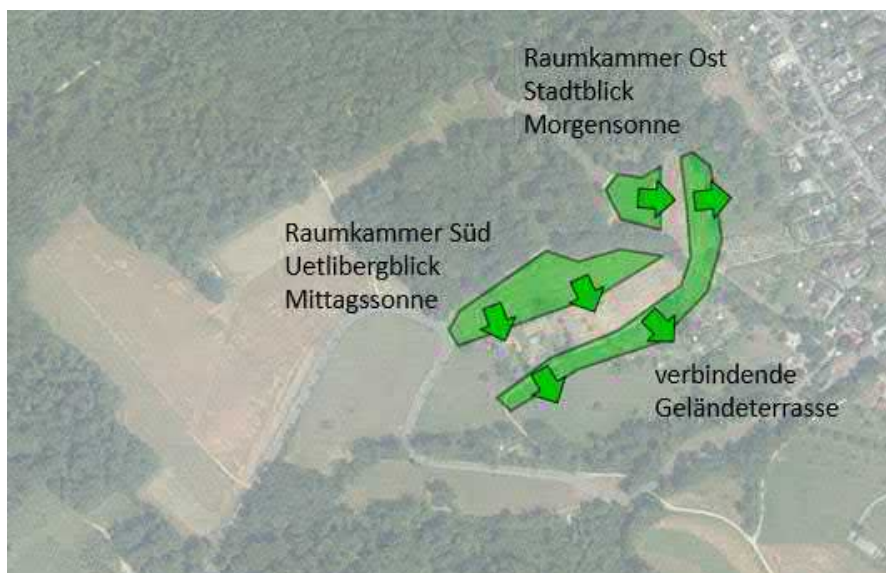 Raumkammer Ost
Stadtblick
Morgensonne
Raumkammer Süd
Uetlibergblick
Mittagssonne
verbindende
Geländeterrasse